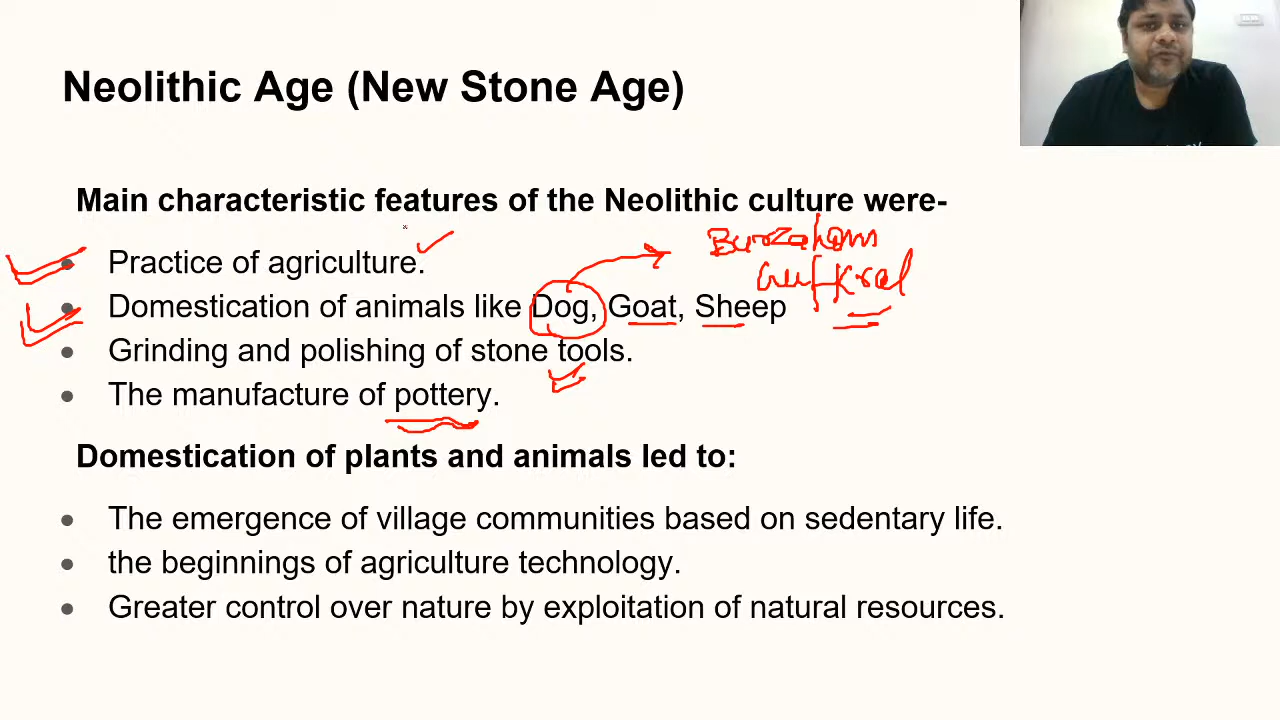 Neolithic Age (New Stone Age)
Main characteristic features of the Neolithic culture were-
Burzahom
Gufkral
Practice of agriculture.
Domestication of animals like Dog, Goat, Sheep
Grinding and polishing of stone tools.
The manufacture of pottery.
Domestication of plants and animals led to:
The emergence of village communities based on sedentary life.
the beginnings of agriculture technology.
Greater control over nature by exploitation of natural resources.